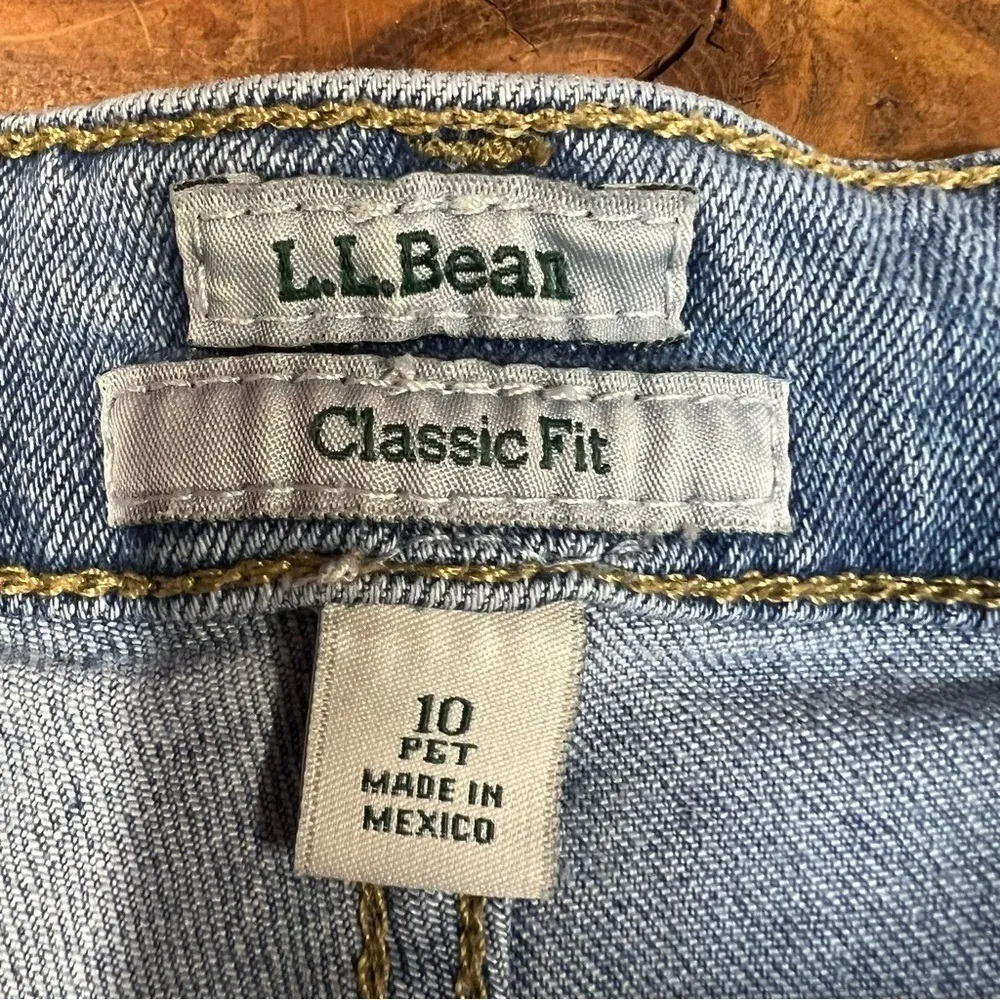 L.L.Bean
Classic Fit
10
PET
MADE IN
MEXICO